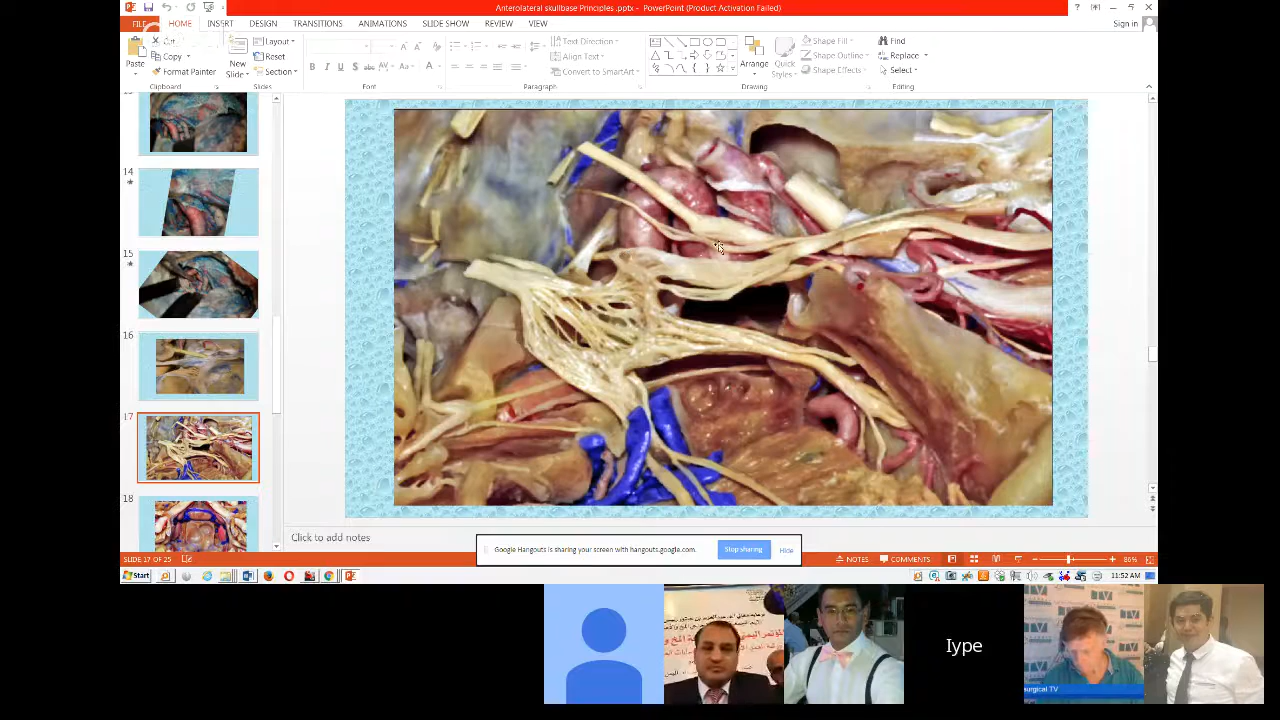 Anterolateral skullbase Principles .pptx - PowerPoint (Product Activation Failed)
FILE HOME INSERT DESIGN TRANSITIONS ANIMATIONS SLIDE SHOW REVIEW VIEW Sign in
Paste
Copy
Format Painter
Clipboard
New
Slide
Layout
Reset
Section
Slides
Font
Text Direction
Align Text
Convert to SmartArt
Paragraph
Arrange
Quick
Styles
Shape Fill
Shape Outline
Shape Effects
Drawing
Find
Replace
Select
Editing
14
15
16
17
18
Click to add notes
Google Hangouts is sharing your screen with hangouts.google.com. Stop sharing Hide
SLIDE 17 OF 25 NOTES COMMENTS 86%
Start 11:52 AM
Iype
surgical TV